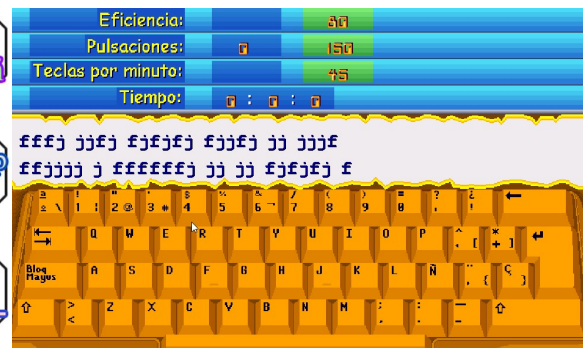 Eficiencia: 80
Pulsaciones: 0 150
Teclas por minuto: 45
Tiempo: 0 : 0 : 0
fffj jjfj fjfjfj fjjfj jj jjjf
ffjjjj j ffffffj jj jj fjfjfj f
ª º \ ! 1 | " 2 @ · 3 # $ 4 % 5 & 6 ¬ / 7 ( 8 ) 9 = 0 ? ' ¿ ¡ ←
Q W E R T Y U I O P ^ ` [ * + ]
Bloq Mayus A S D F G H J K L Ñ ¨ ´ { Ç }
⇧ > < Z X C V B N M ; , : . _ - ⇧